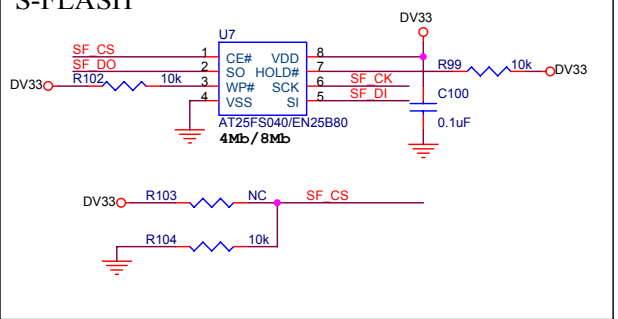 S-FLASH
DV33
U7
SF_CS 1 CE# VDD 8
SF_DO 2 SO HOLD# 7 R99 10k DV33
DV33 R102 10k 3 WP# SCK 6 SF_CK
4 VSS SI 5 SF_DI C100
AT25FS040/EN25B80 0.1uF
4Mb/8Mb
DV33 R103 NC SF_CS
R104 10k